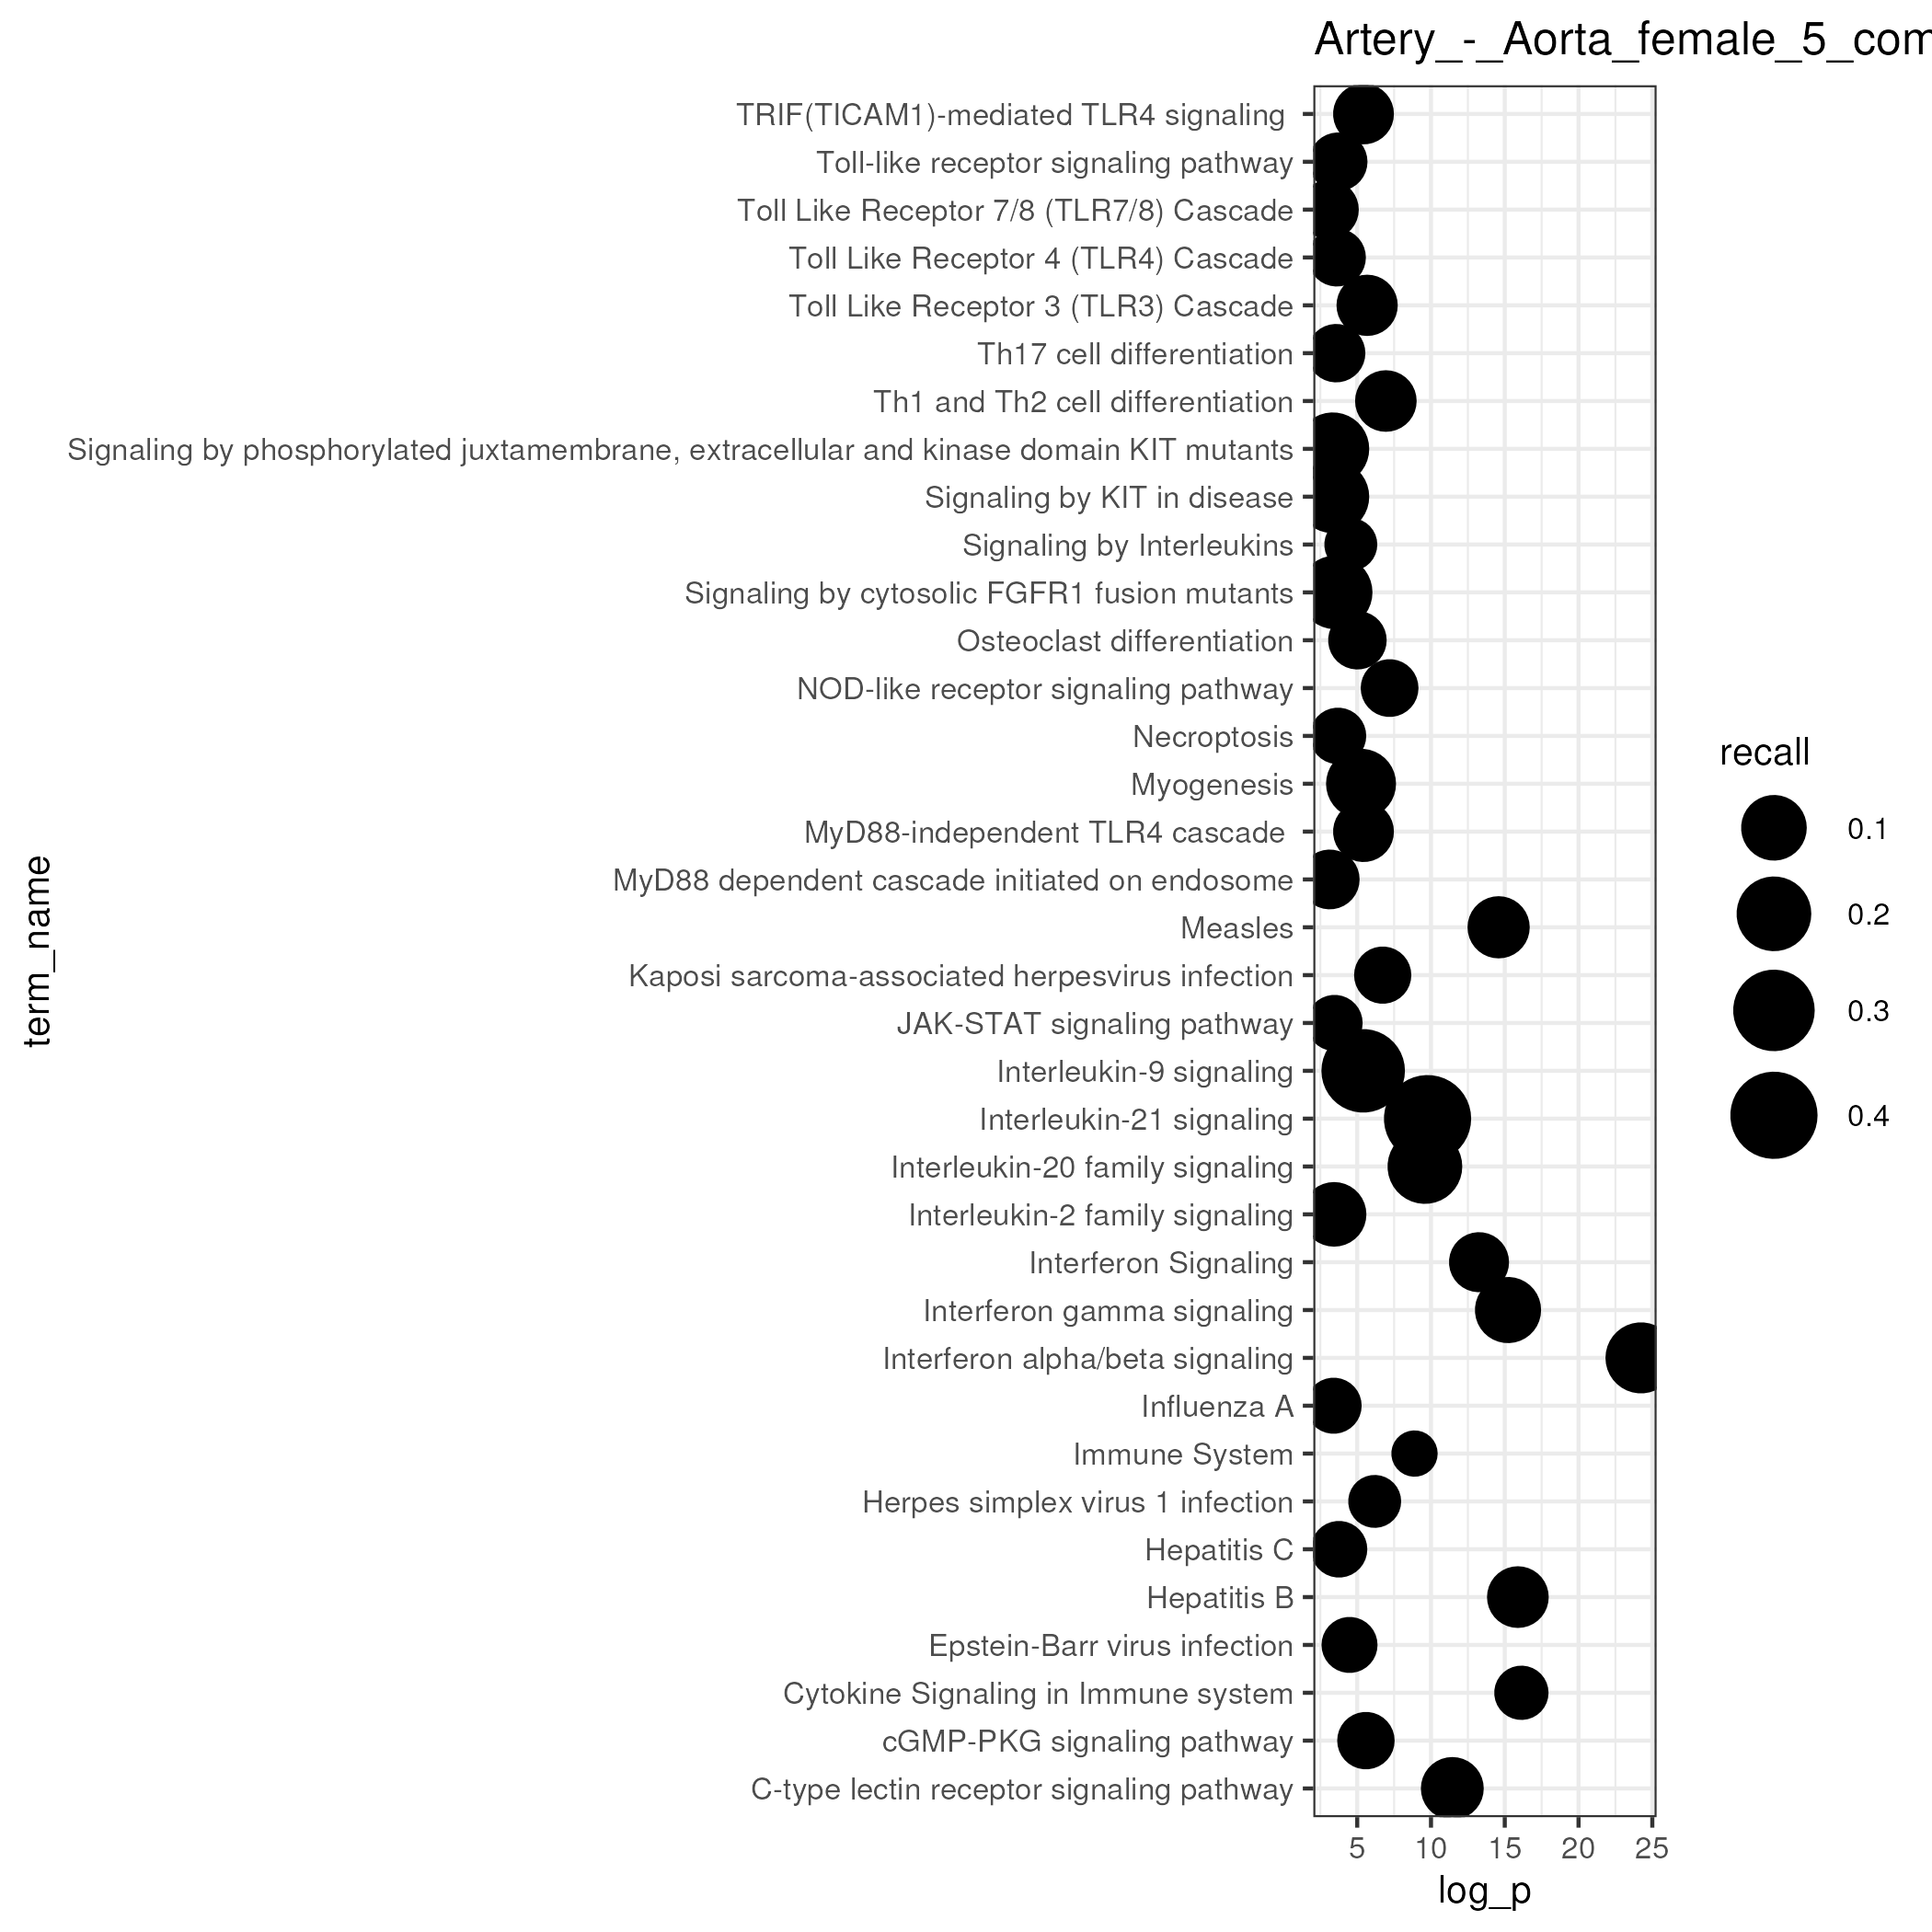 Artery_-_Aorta_female_5_com
TRIF(TICAM1)-mediated TLR4 signaling
Toll-like receptor signaling pathway
Toll Like Receptor 7/8 (TLR7/8) Cascade
Toll Like Receptor 4 (TLR4) Cascade
Toll Like Receptor 3 (TLR3) Cascade
Th17 cell differentiation
Th1 and Th2 cell differentiation
Signaling by phosphorylated juxtamembrane, extracellular and kinase domain KIT mutants
Signaling by KIT in disease
Signaling by Interleukins
Signaling by cytosolic FGFR1 fusion mutants
Osteoclast differentiation
NOD-like receptor signaling pathway
Necroptosis
Myogenesis
MyD88-independent TLR4 cascade
MyD88 dependent cascade initiated on endosome
Measles
Kaposi sarcoma-associated herpesvirus infection
JAK-STAT signaling pathway
Interleukin-9 signaling
Interleukin-21 signaling
Interleukin-20 family signaling
Interleukin-2 family signaling
Interferon Signaling
Interferon gamma signaling
Interferon alpha/beta signaling
Influenza A
Immune System
Herpes simplex virus 1 infection
Hepatitis C
Hepatitis B
Epstein-Barr virus infection
Cytokine Signaling in Immune system
cGMP-PKG signaling pathway
C-type lectin receptor signaling pathway
term_name
5 10 15 20 25
log_p
recall
0.1
0.2
0.3
0.4